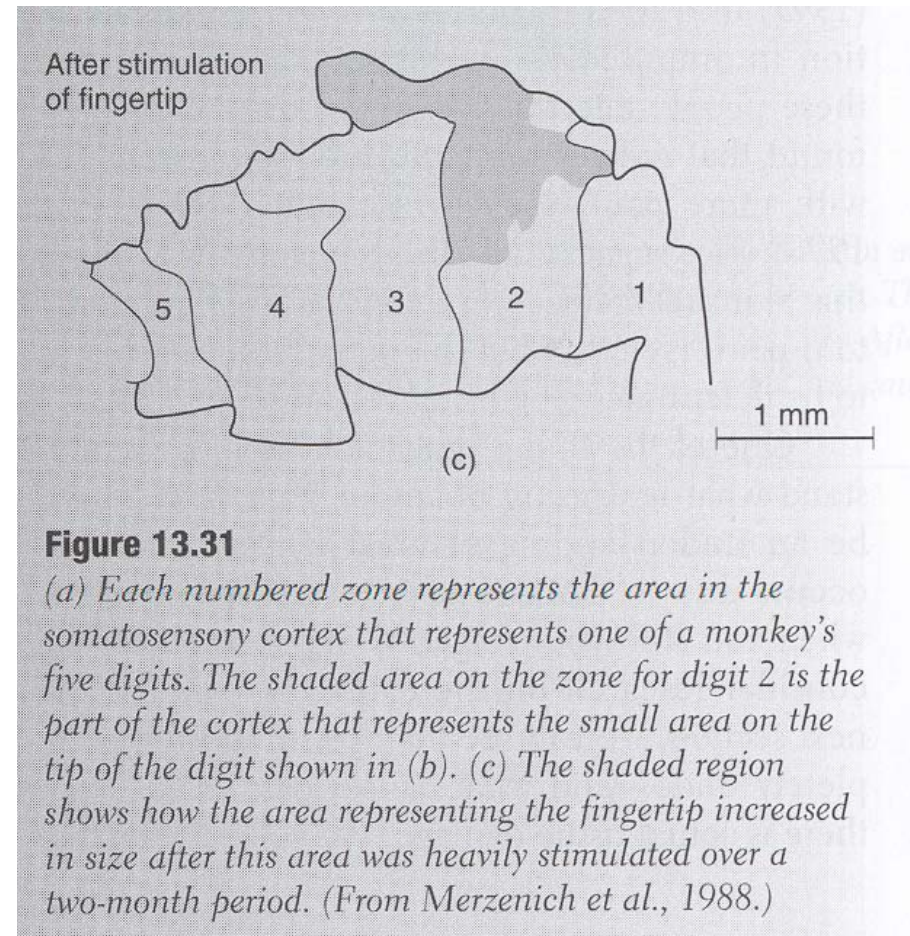 After stimulation
of fingertip
5
4
3
2
1
1 mm
(c)
Figure 13.31
(a) Each numbered zone represents the area in the
somatosensory cortex that represents one of a monkey's
five digits. The shaded area on the zone for digit 2 is the
part of the cortex that represents the small area on the
tip of the digit shown in (b). (c) The shaded region
shows how the area representing the fingertip increased
in size after this area was heavily stimulated over a
two-month period. (From Merzenich et al., 1988.)